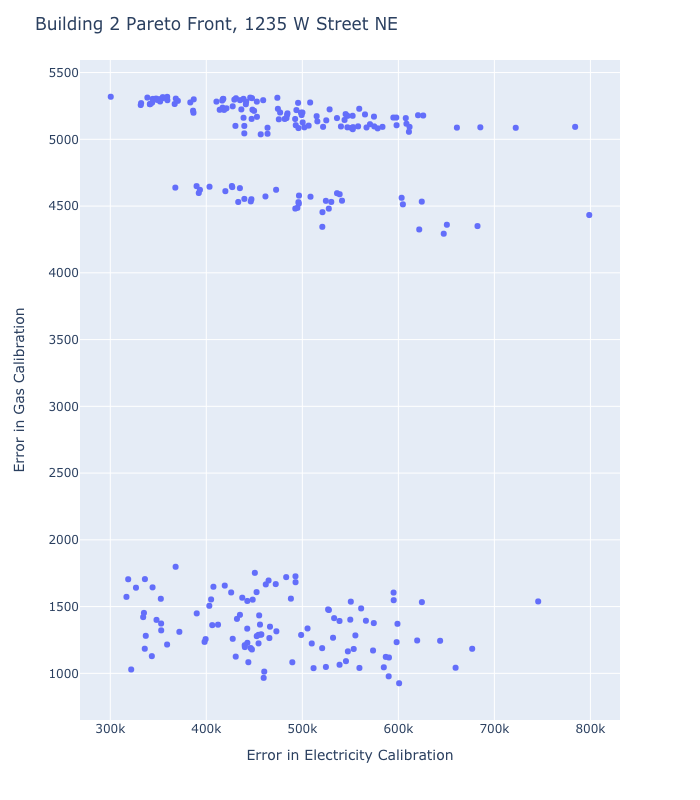 Building 2 Pareto Front, 1235 W Street NE
5500
5000
4500
4000
3500
3000
2500
2000
1500
1000
Error in Gas Calibration
300k 400k 500k 600k 700k 800k
Error in Electricity Calibration